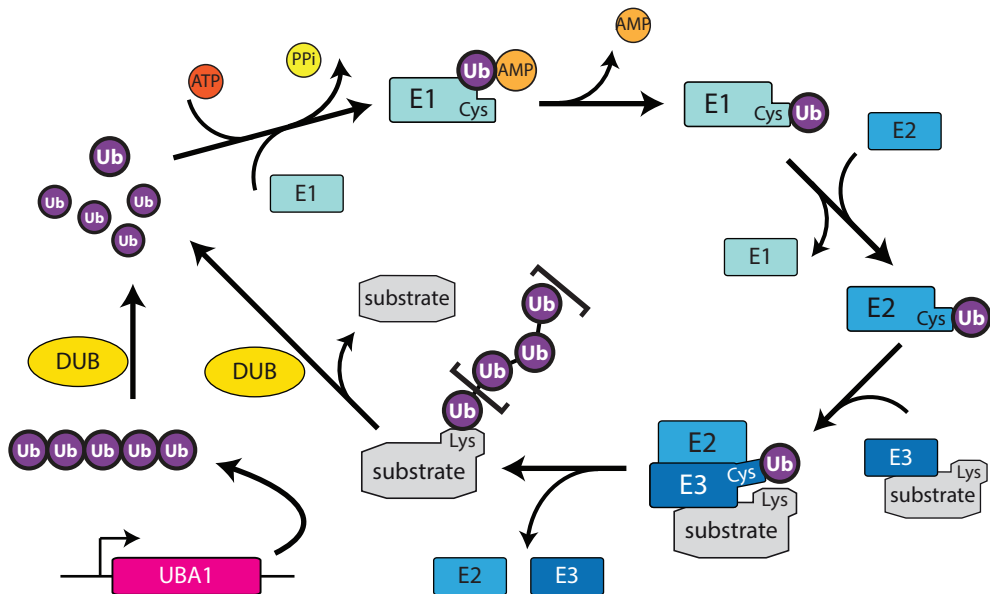 ATP
PPi
AMP
Ub
AMP
E1
Cys
E1
Cys
Ub
E2
Ub
E1
Ub
Ub
Ub
Ub
E1
E2
Cys
Ub
substrate
Ub
Ub
Ub
DUB
DUB
Ub
Lys
substrate
E2
Ub
Cys
E3
Lys
substrate
E3
Lys
substrate
Ub Ub Ub Ub Ub
UBA1
E2
E3